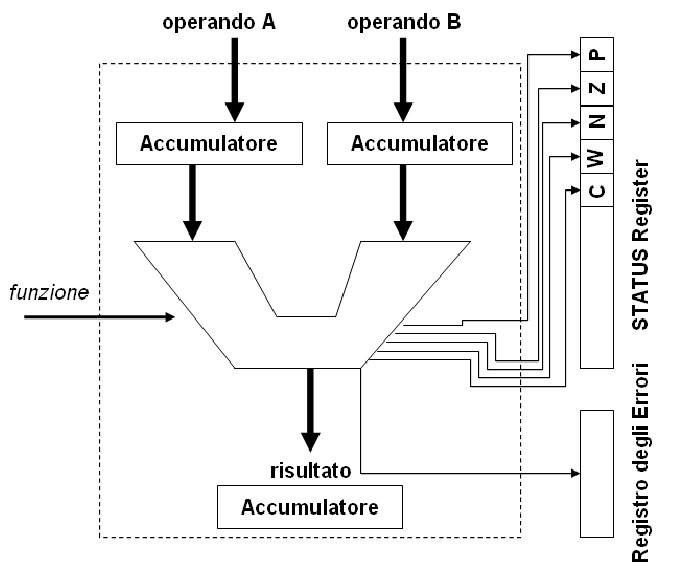 operando A
operando B
P
Z
N
W
C
Accumulatore
Accumulatore
STATUS Register
funzione
risultato
Accumulatore
Registro degli Errori